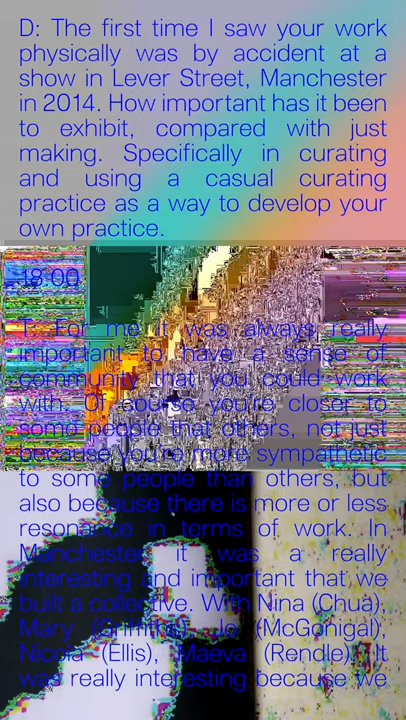 D: The first time I saw your work
physically was by accident at a
show in Lever Street, Manchester
in 2014. How important has it been
to exhibit, compared with just
making. Specifically in curating
and using a casual curating
practice as a way to develop your
own practice.
18:00
T: For me it was always really
important to have a sense of
community that you could work
with. Of course you're closer to
some people that others, not just
because you're more sympathetic
to some people than others, but
also because there is more or less
resonance in terms of work. In
Manchester it was a really
interesting and important that we
built a collective. With Nina (Chua),
Mary (Griffiths), Jo (McGonigal),
Nicola (Ellis), Maeva (Rendle). It
was really interesting because we